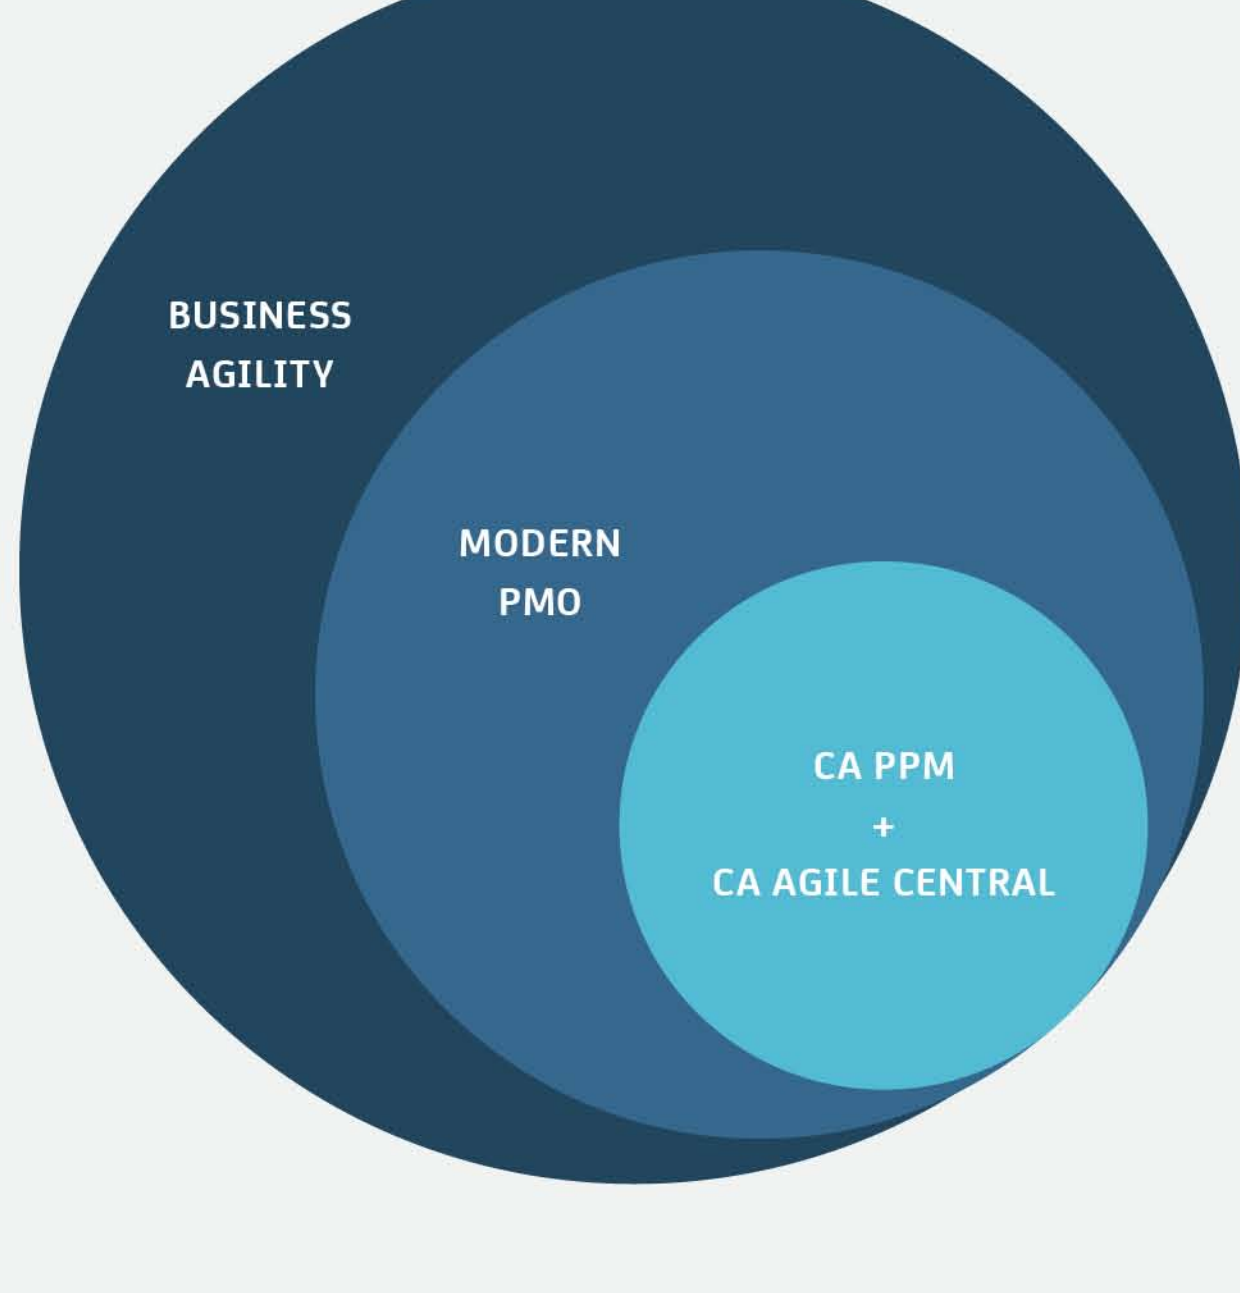 BUSINESS
AGILITY
MODERN
PMO
CA PPM
+
CA AGILE CENTRAL